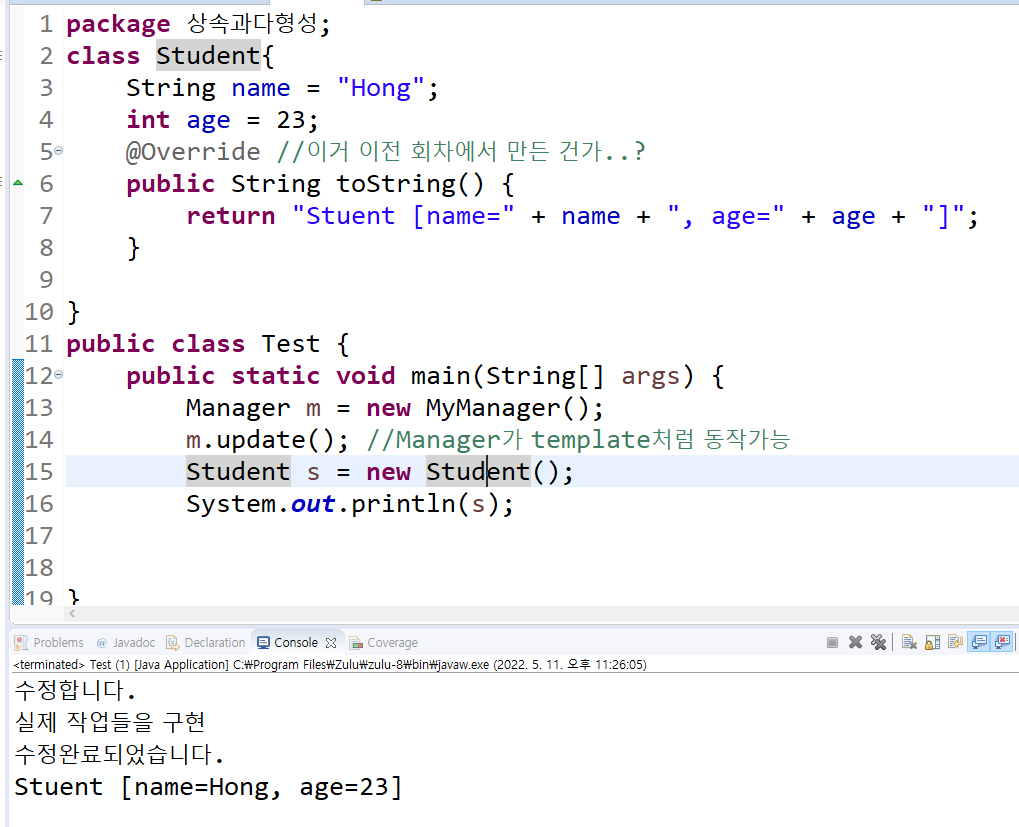 1 package 상속과다형성;
2 class Student{
3     String name = "Hong";
4     int age = 23;
5     @Override //이거 이전 회차에서 만든 건가..?
6     public String toString() {
7         return "Stuent [name=" + name + ", age=" + age + "]";
8     }
9
10 }
11 public class Test {
12     public static void main(String[] args) {
13         Manager m = new MyManager();
14         m.update(); //Manager가 template처럼 동작가능
15         Student s = new Student();
16         System.out.println(s);
17
18
19 }
Problems @ Javadoc Declaration Console Coverage
<terminated> Test (1) [Java Application] C:₩Program Files₩Zulu₩zulu-8₩bin₩javaw.exe (2022. 5. 11. 오후 11:26:05)
수정합니다.
실제 작업들을 구현
수정완료되었습니다.
Stuent [name=Hong, age=23]